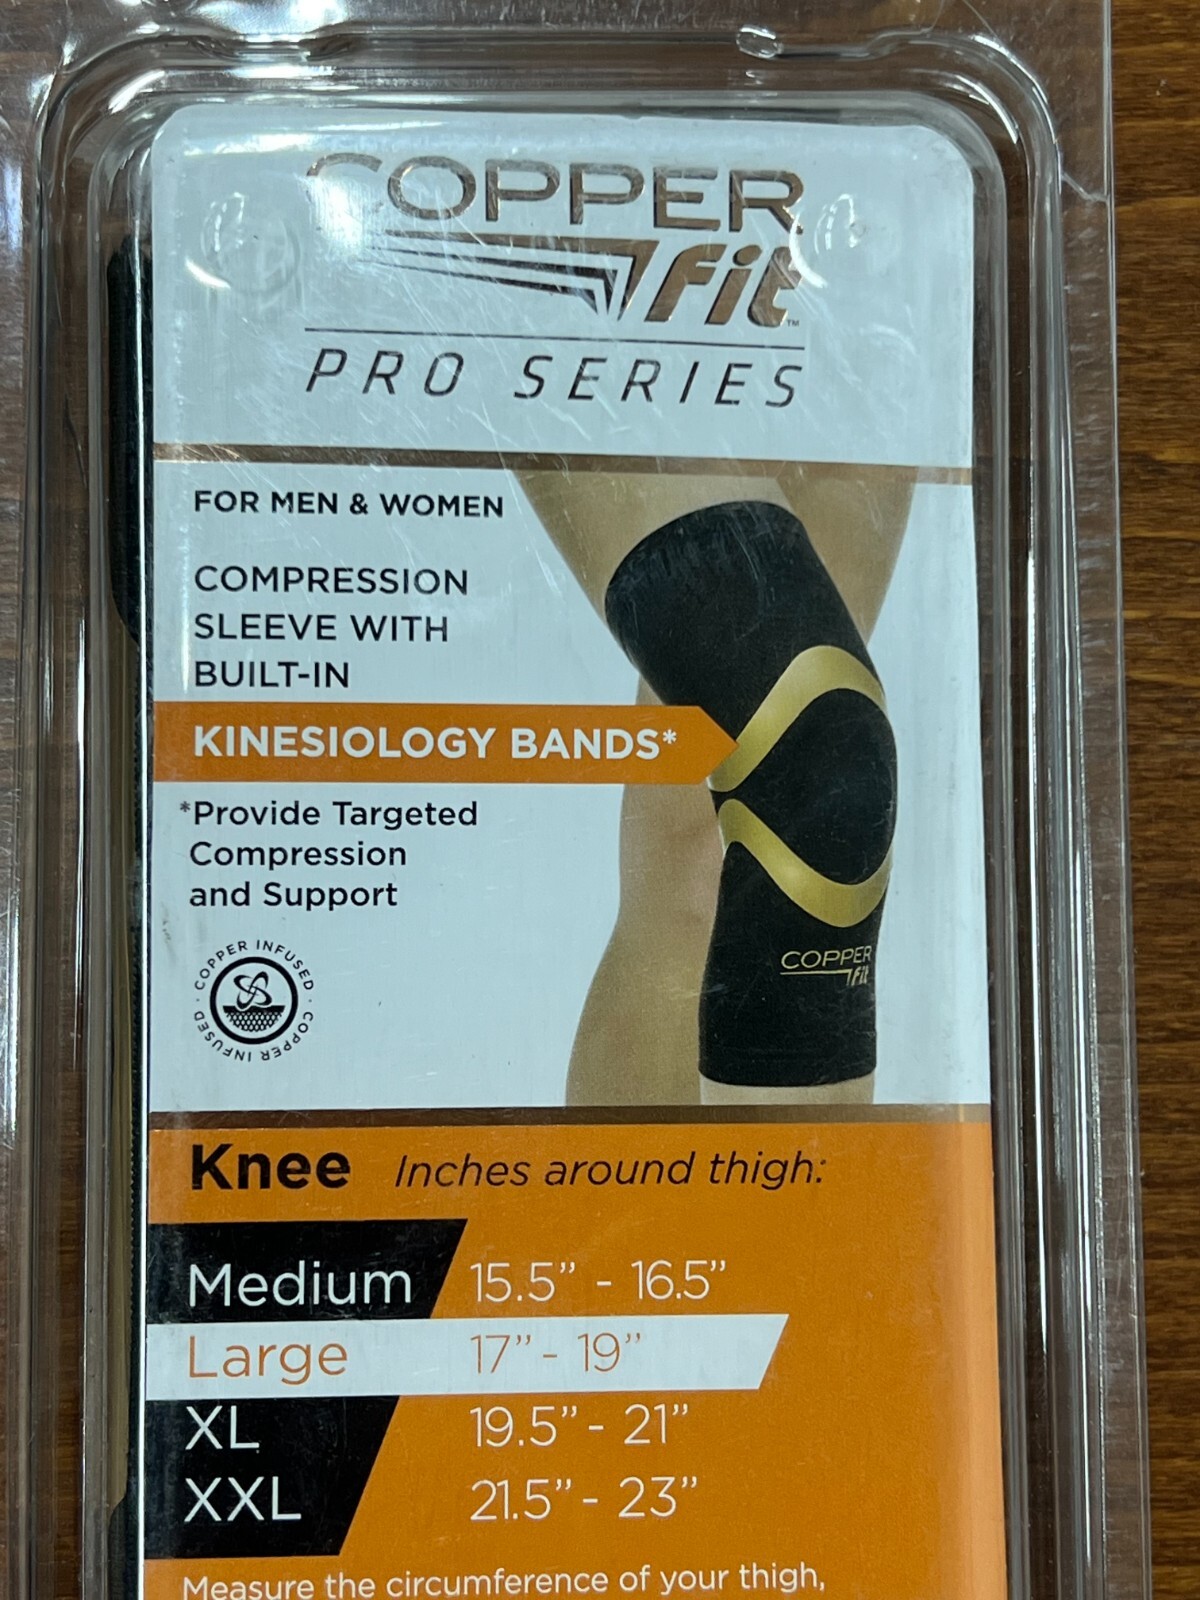 COPPER
Fit™
PRO SERIES
FOR MEN & WOMEN
COMPRESSION
SLEEVE WITH
BUILT-IN
KINESIOLOGY BANDS*
*Provide Targeted
Compression
and Support
COPPER INFUSED · COPPER INFUSED ·
COPPER
Fit
Knee Inches around thigh:
Medium 15.5” - 16.5”
Large 17” - 19”
XL 19.5” - 21”
XXL 21.5” - 23”
Measure the circumference of your thigh,